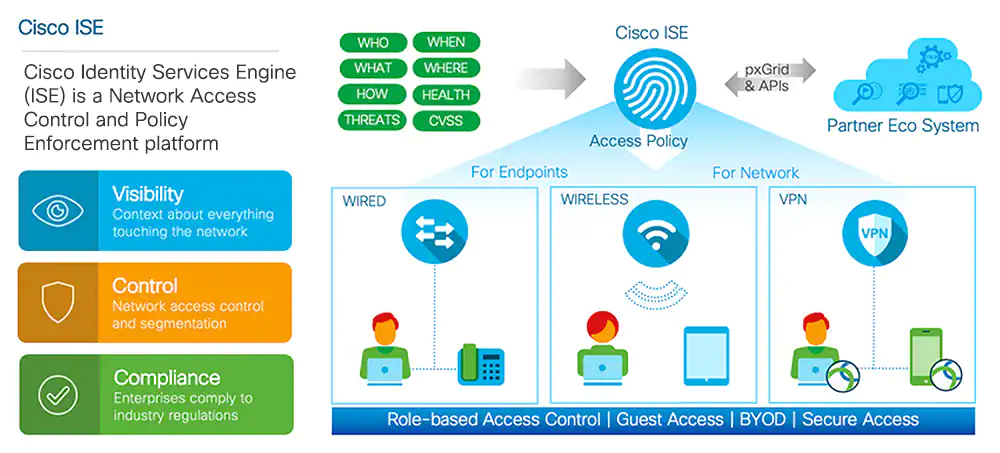 Cisco ISE
Cisco Identity Services Engine
(ISE) is a Network Access
Control and Policy
Enforcement platform
Visibility
Context about everything
touching the network
Control
Network access control
and segmentation
Compliance
Enterprises comply to
industry regulations
WHO
WHEN
WHAT
WHERE
HOW
HEALTH
THREATS
CVSS
Cisco ISE
Access Policy
pxGrid
& APIs
Partner Eco System
For Endpoints
For Network
WIRED
WIRELESS
VPN
VPN
Role-based Access Control | Guest Access | BYOD | Secure Access